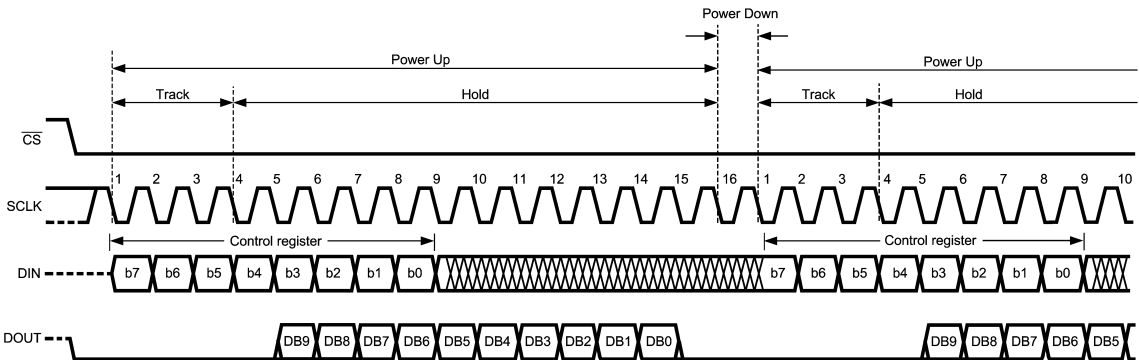 Power Down
Power Up
Power Up
Track
Hold
Track
Hold
CS
SCLK
1 2 3 4 5 6 7 8 9 10 11 12 13 14 15 16 1 2 3 4 5 6 7 8 9 10
Control register
Control register
DIN
b7 b6 b5 b4 b3 b2 b1 b0 b7 b6 b5 b4 b3 b2 b1 b0
DOUT
DB9 DB8 DB7 DB6 DB5 DB4 DB3 DB2 DB1 DB0 DB9 DB8 DB7 DB6 DB5